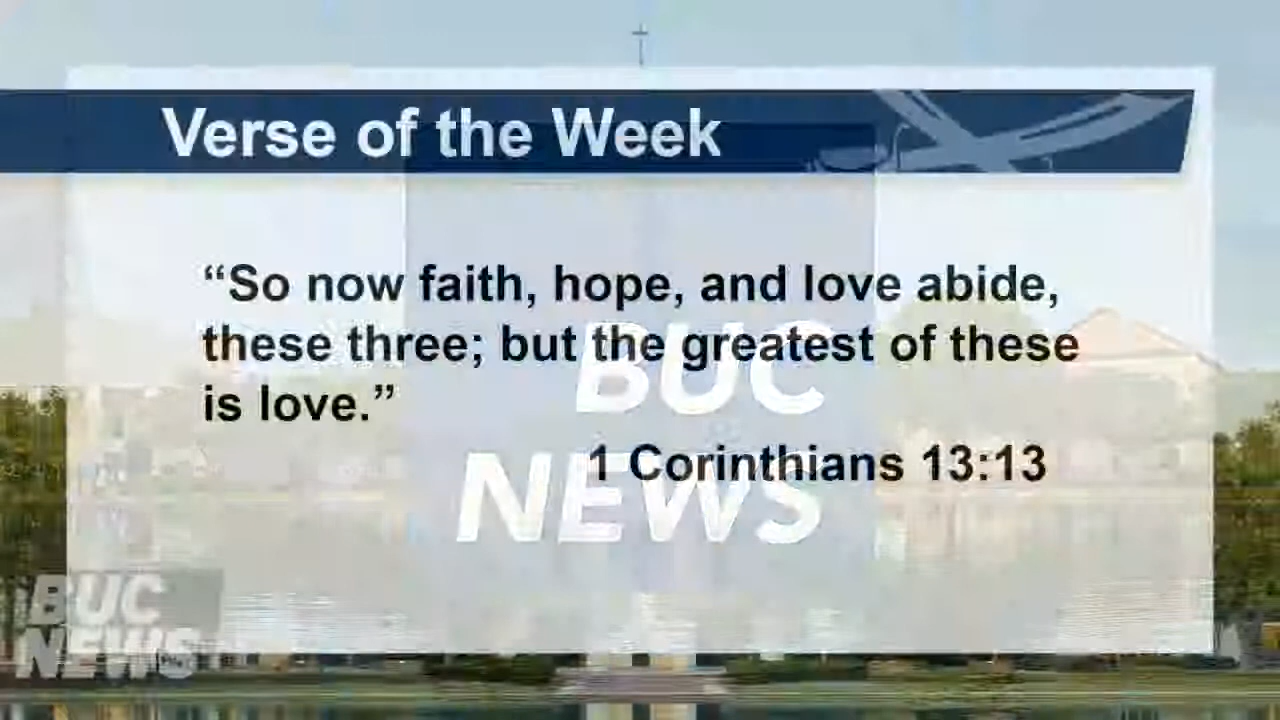 Verse of the Week
“So now faith, hope, and love abide,
these three; but the greatest of these
is love.”
1 Corinthians 13:13
BUC
NEWS
BUC
NEWS